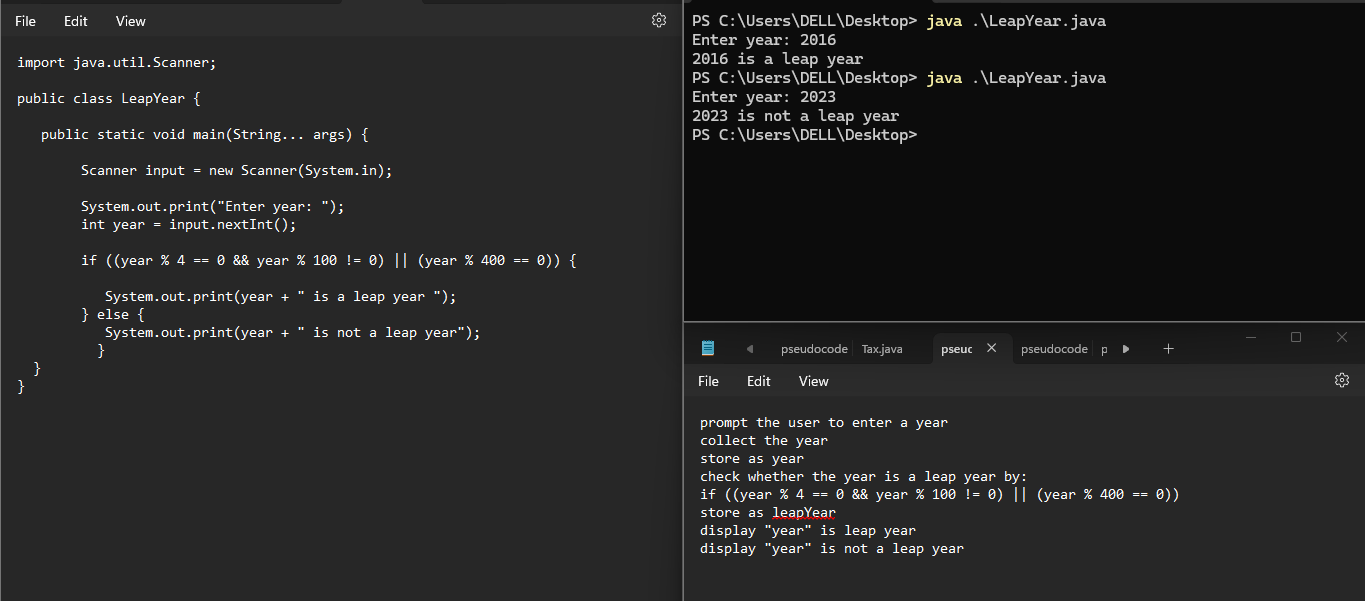 File Edit View
import java.util.Scanner;
public class LeapYear {
public static void main(String... args) {
Scanner input = new Scanner(System.in);
System.out.print("Enter year: ");
int year = input.nextInt();
if ((year % 4 == 0 && year % 100 != 0) || (year % 400 == 0)) {
System.out.print(year + " is a leap year ");
} else {
System.out.print(year + " is not a leap year");
}
}
}
PS C:\Users\DELL\Desktop> java .\LeapYear.java
Enter year: 2016
2016 is a leap year
PS C:\Users\DELL\Desktop> java .\LeapYear.java
Enter year: 2023
2023 is not a leap year
PS C:\Users\DELL\Desktop>
pseudocode Tax.java pseuc pseudocode p
File Edit View
prompt the user to enter a year
collect the year
store as year
check whether the year is a leap year by:
if ((year % 4 == 0 && year % 100 != 0) || (year % 400 == 0))
store as leapYear
display "year" is leap year
display "year" is not a leap year